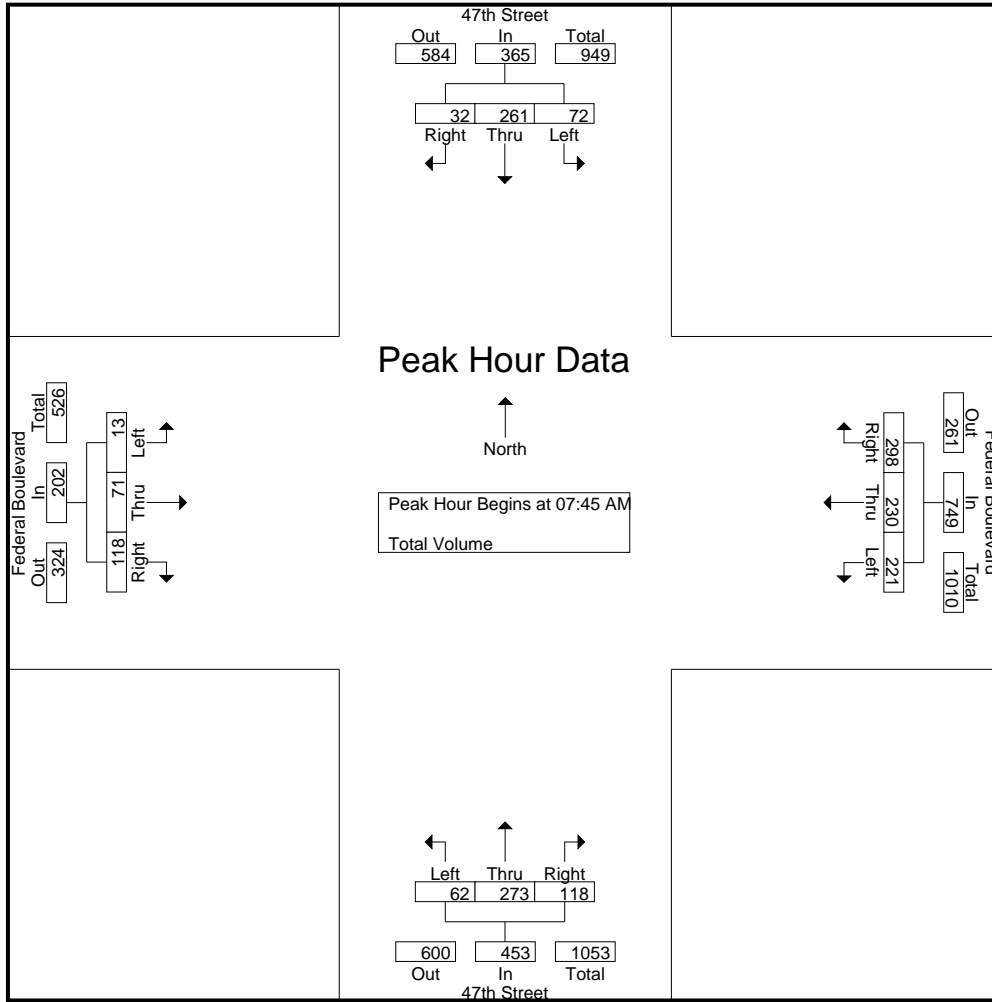 47th Street
Out In Total
584 365 949
32 261 72
Right Thru Left
Peak Hour Data
North
Peak Hour Begins at 07:45 AM
Total Volume
Federal Boulevard
Total In Out
526 202 324
13 71 118
Left Thru Right
Federal Boulevard
Out In Total
261 749 1010
298 230 221
Right Thru Left
Left Thru Right
62 273 118
600 453 1053
Out In Total
47th Street